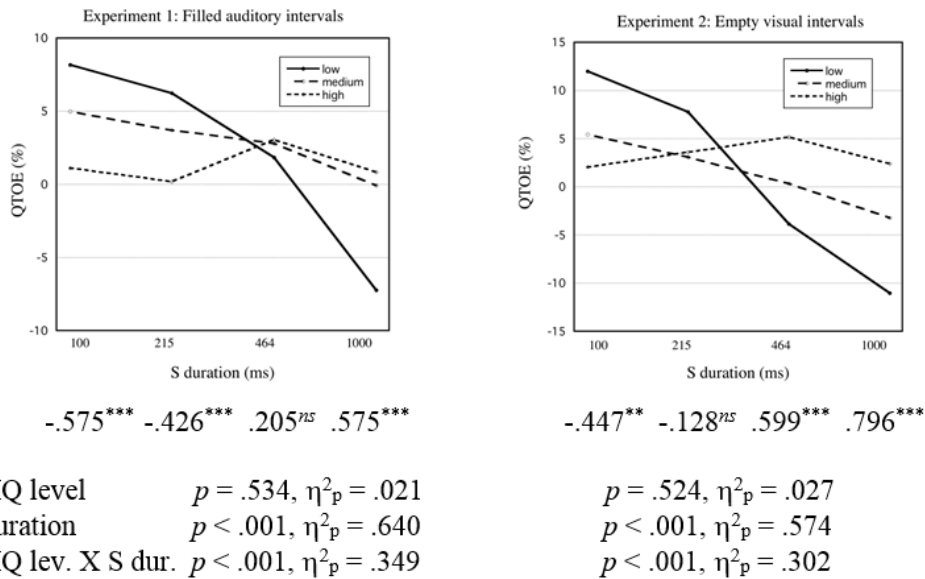 Experiment 1: Filled auditory intervals
10
5
0
-5
-10
QTOE (%)
low
medium
high
100 215 464 1000
S duration (ms)
Experiment 2: Empty visual intervals
15
10
5
0
-5
-10
-15
QTOE (%)
low
medium
high
100 215 464 1000
S duration (ms)
-.575*** -.426*** .205ns .575*** -.447** -.128ns .599*** .796***
Q level p = .534, η²p = .021 p = .524, η²p = .027
uration p < .001, η²p = .640 p < .001, η²p = .574
Q lev. X S dur. p < .001, η²p = .349 p < .001, η²p = .302